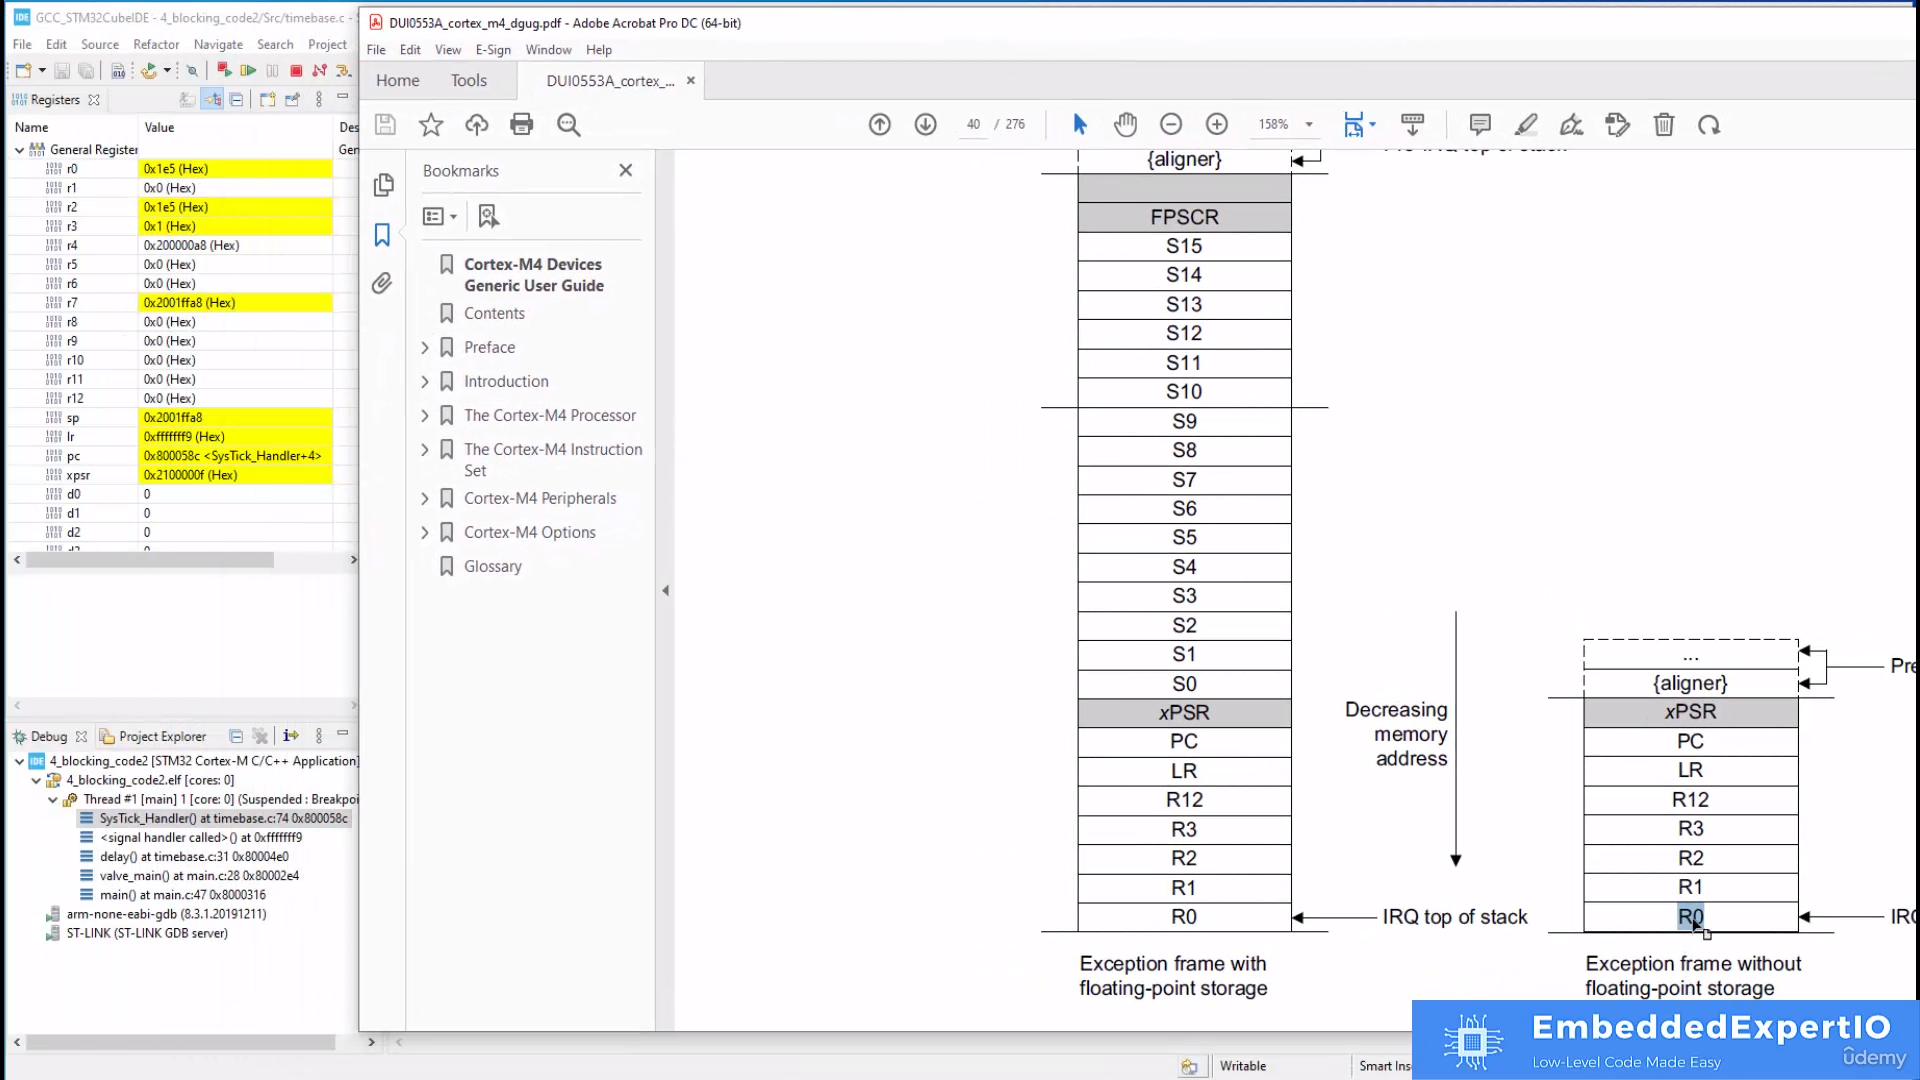 GCC_STM32CubeIDE - 4_blocking_code2/Src/timebase.c - STM
File Edit Source Refactor Navigate Search Project
Registers
Name Value Des
General Register Gen
r0 0x1e5 (Hex)
r1 0x0 (Hex)
r2 0x1e5 (Hex)
r3 0x1 (Hex)
r4 0x200000a8 (Hex)
r5 0x0 (Hex)
r6 0x0 (Hex)
r7 0x2001ffa8 (Hex)
r8 0x0 (Hex)
r9 0x0 (Hex)
r10 0x0 (Hex)
r11 0x0 (Hex)
r12 0x0 (Hex)
sp 0x2001ffa8
lr 0xfffffff9 (Hex)
pc 0x800058c <SysTick_Handler+4>
xpsr 0x2100000f (Hex)
d0 0
d1 0
d2 0
Debug Project Explorer
4_blocking_code2 [STM32 Cortex-M C/C++ Application]
4_blocking_code2.elf [cores: 0]
Thread #1 [main] 1 [core: 0] (Suspended : Breakpoi
SysTick_Handler() at timebase.c:74 0x800058c
<signal handler called>() at 0xfffffff9
delay() at timebase.c:31 0x80004e0
valve_main() at main.c:28 0x80002e4
main() at main.c:47 0x8000316
arm-none-eabi-gdb (8.3.1.20191211)
ST-LINK (ST-LINK GDB server)
DUI0553A_cortex_m4_dgug.pdf - Adobe Acrobat Pro DC (64-bit)
File Edit View E-Sign Window Help
Home Tools DUI0553A_cortex_...
40 / 276 158%
Bookmarks
Cortex-M4 Devices
Generic User Guide
Contents
Preface
Introduction
The Cortex-M4 Processor
The Cortex-M4 Instruction
Set
Cortex-M4 Peripherals
Cortex-M4 Options
Glossary
{aligner}
FPSCR
S15
S14
S13
S12
S11
S10
S9
S8
S7
S6
S5
S4
S3
S2
S1
S0
xPSR
PC
LR
R12
R3
R2
R1
R0
IRQ top of stack
Exception frame with
floating-point storage
Decreasing
memory
address
...
{aligner}
Pre
xPSR
PC
LR
R12
R3
R2
R1
R0
IRQ
Exception frame without
floating-point storage
Writable Smart Ins
EmbeddedExpertIO
Low-Level Code Made Easy
udemy